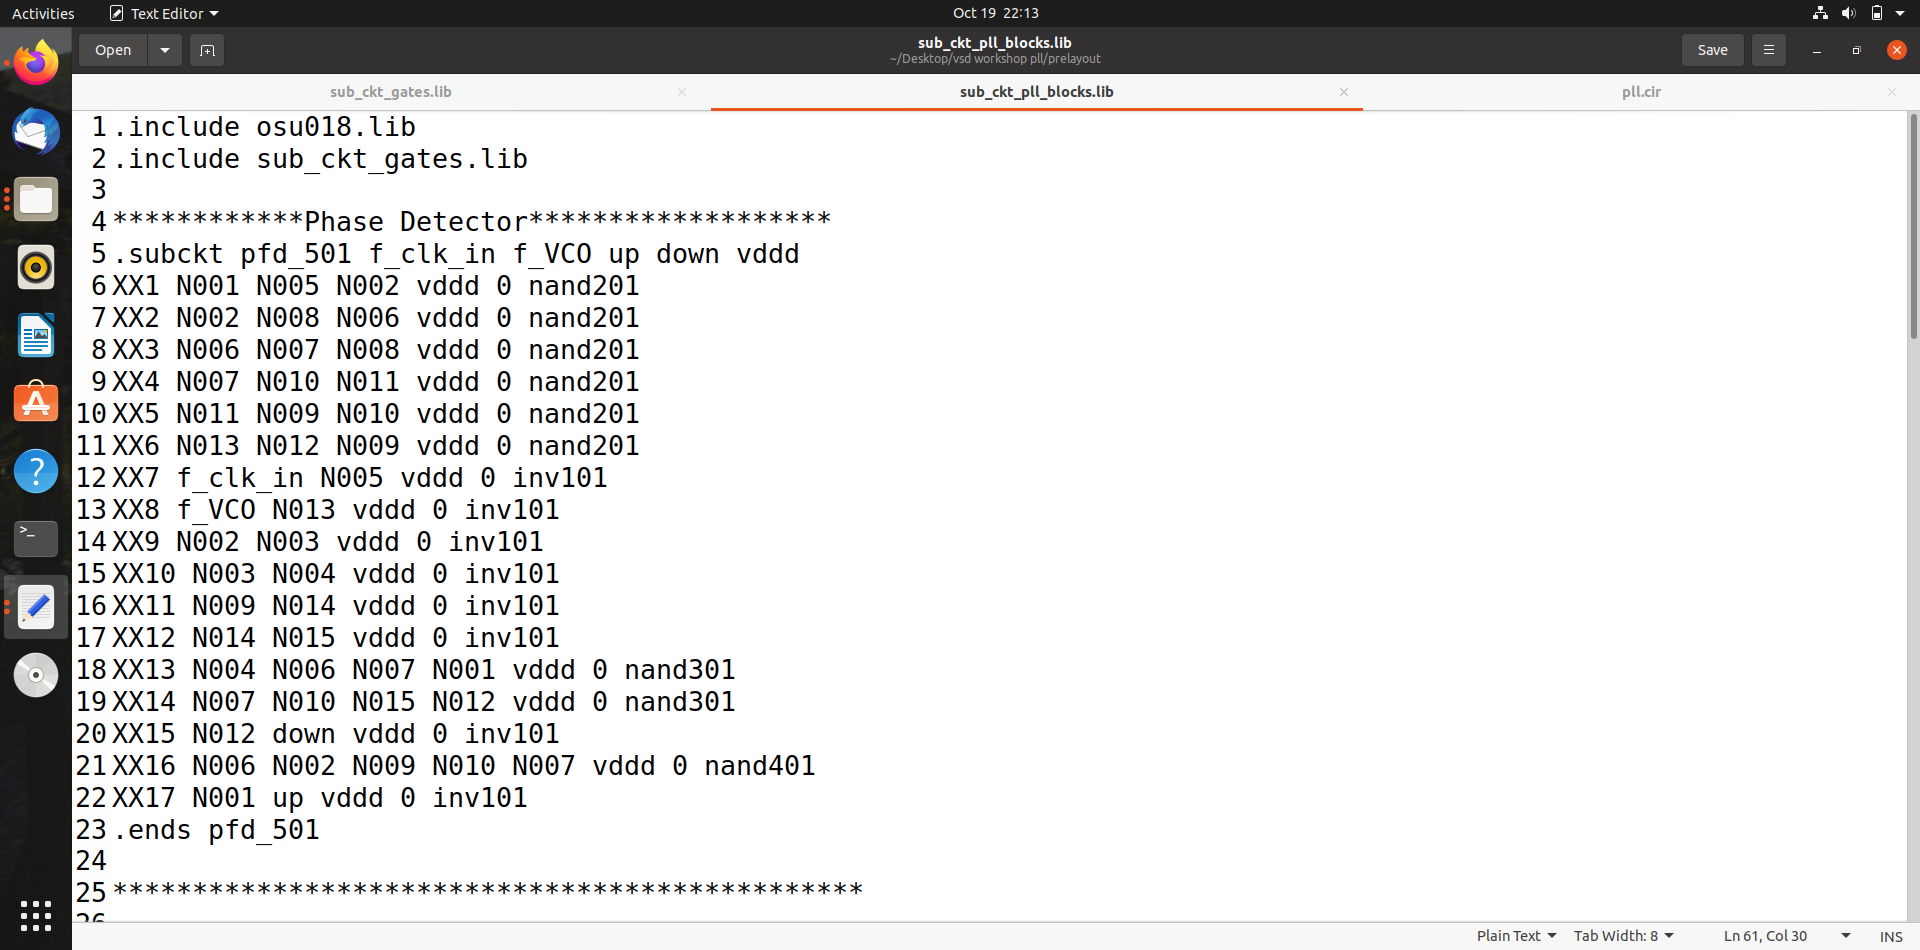 Activities Text Editor Oct 19 22:13
Open sub_ckt_pll_blocks.lib Save
~/Desktop/vsd workshop pll/prelayout
sub_ckt_gates.lib sub_ckt_pll_blocks.lib pll.cir
1 .include osu018.lib
2 .include sub_ckt_gates.lib
3
4 ************Phase Detector*******************
5 .subckt pfd_501 f_clk_in f_VCO up down vddd
6 XX1 N001 N005 N002 vddd 0 nand201
7 XX2 N002 N008 N006 vddd 0 nand201
8 XX3 N006 N007 N008 vddd 0 nand201
9 XX4 N007 N010 N011 vddd 0 nand201
10 XX5 N011 N009 N010 vddd 0 nand201
11 XX6 N013 N012 N009 vddd 0 nand201
12 XX7 f_clk_in N005 vddd 0 inv101
13 XX8 f_VCO N013 vddd 0 inv101
14 XX9 N002 N003 vddd 0 inv101
15 XX10 N003 N004 vddd 0 inv101
16 XX11 N009 N014 vddd 0 inv101
17 XX12 N014 N015 vddd 0 inv101
18 XX13 N004 N006 N007 N001 vddd 0 nand301
19 XX14 N007 N010 N015 N012 vddd 0 nand301
20 XX15 N012 down vddd 0 inv101
21 XX16 N006 N002 N009 N010 N007 vddd 0 nand401
22 XX17 N001 up vddd 0 inv101
23 .ends pfd_501
24
25 ***********************************************
26
Plain Text Tab Width: 8 Ln 61, Col 30 INS